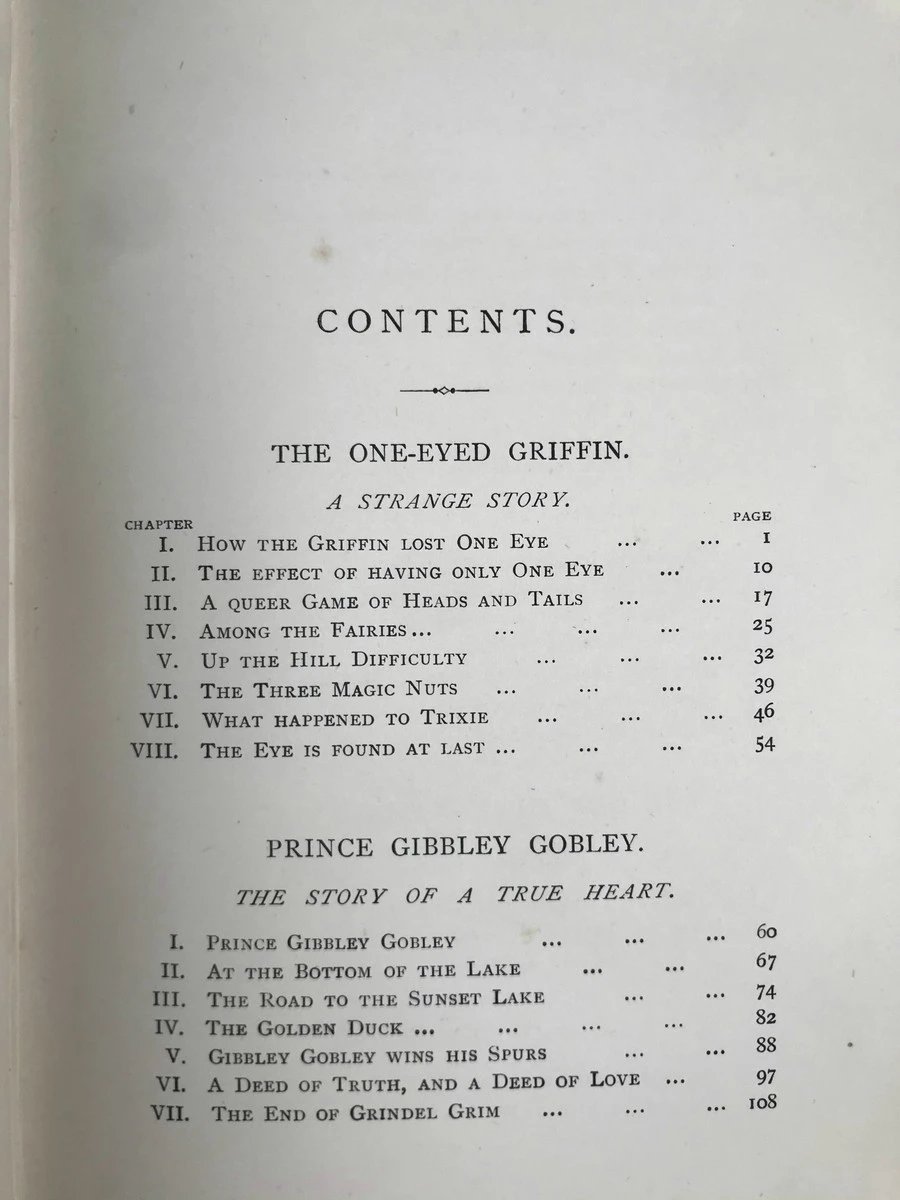 CONTENTS.
THE ONE-EYED GRIFFIN.
A STRANGE STORY.
CHAPTER PAGE
I. HOW THE GRIFFIN LOST ONE EYE ... ... 1
II. THE EFFECT OF HAVING ONLY ONE EYE ... 10
III. A QUEER GAME OF HEADS AND TAILS ... ... 17
IV. AMONG THE FAIRIES ... ... ... ... 25
V. UP THE HILL DIFFICULTY ... ... ... 32
VI. THE THREE MAGIC NUTS ... ... ... 39
VII. WHAT HAPPENED TO TRIXIE ... ... ... 46
VIII. THE EYE IS FOUND AT LAST ... ... ... 54
PRINCE GIBBLEY GOBLEY.
THE STORY OF A TRUE HEART.
I. PRINCE GIBBLEY GOBLEY ... ... ... 60
II. AT THE BOTTOM OF THE LAKE ... ... 67
III. THE ROAD TO THE SUNSET LAKE ... ... 74
IV. THE GOLDEN DUCK ... ... ... ... 82
V. GIBBLEY GOBLEY WINS HIS SPURS ... ... 88
VI. A DEED OF TRUTH, AND A DEED OF LOVE ... 97
VII. THE END OF GRINDEL GRIM ... ... ... 108